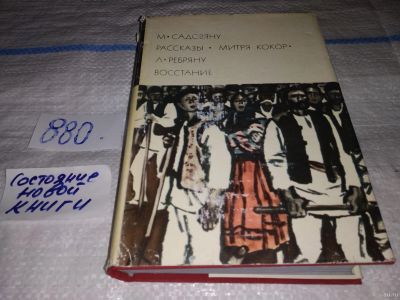 М·САДОВЯНУ
РАССКАЗЫ · МИТРЯ КОКОР·
Л·РЕБРЯНУ
ВОССТАНИЕ
880.
Состояние
новой
книги